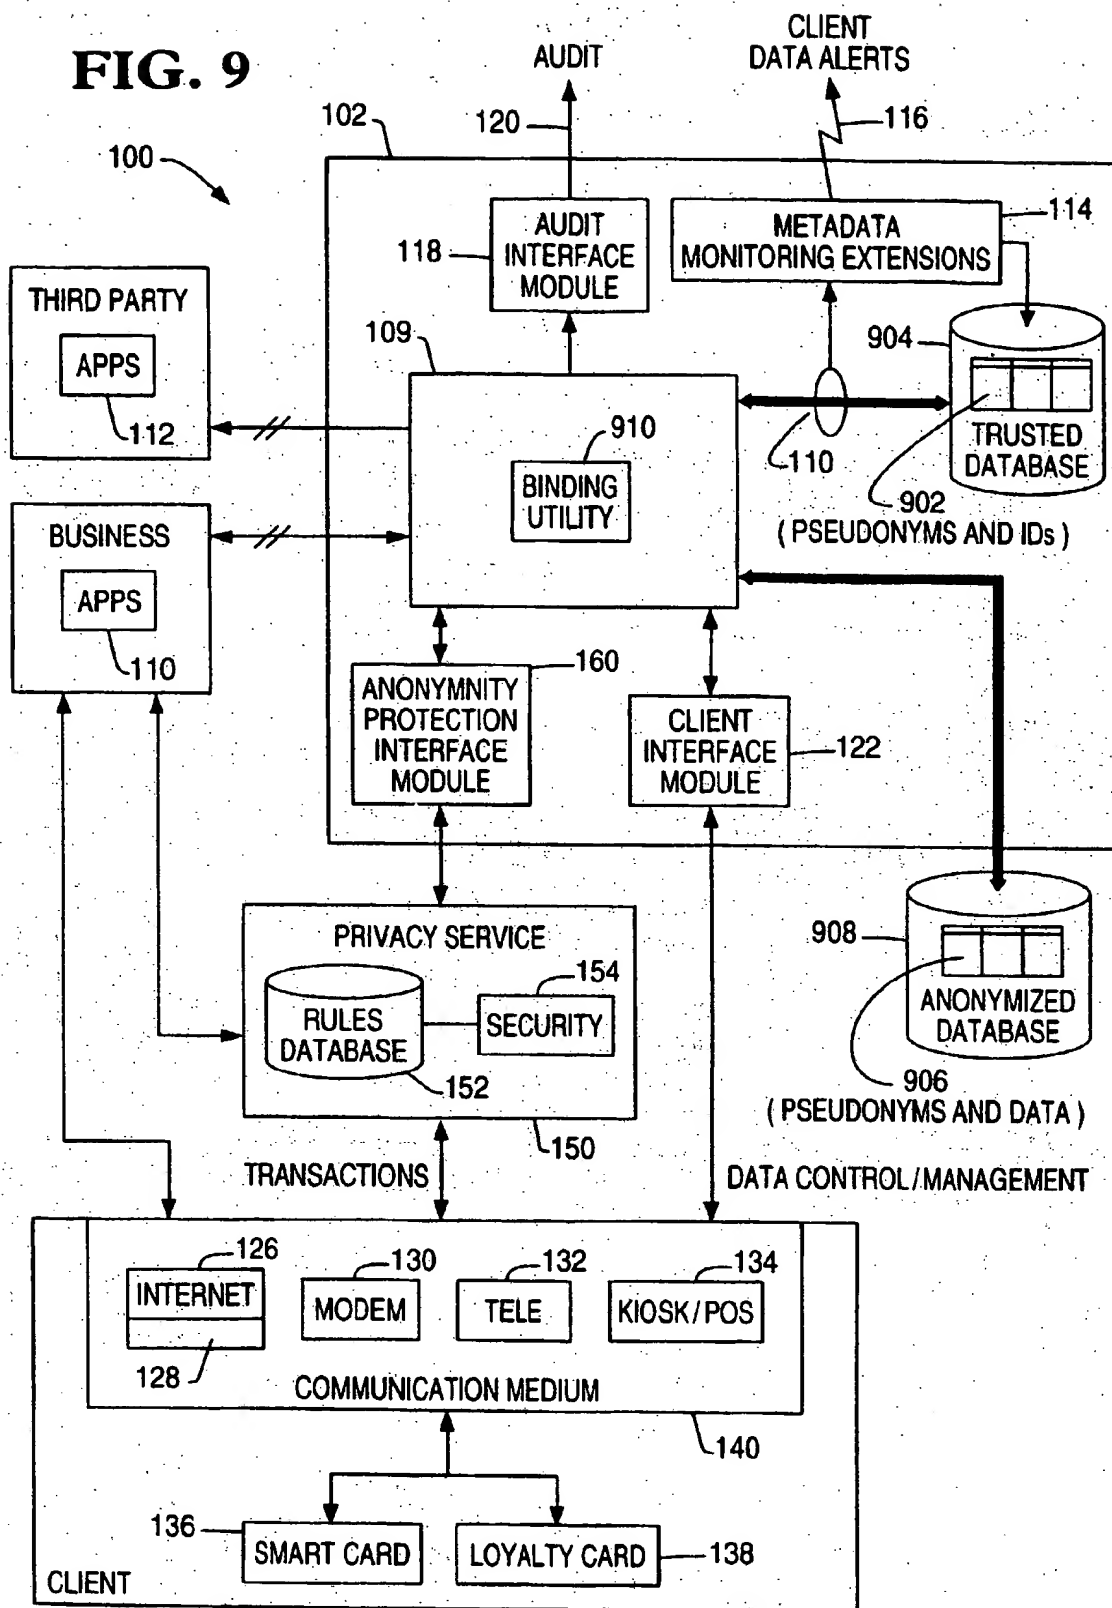 FIG. 9
AUDIT
CLIENT
DATA ALERTS
102
120
116
100
AUDIT
INTERFACE
MODULE
118
METADATA
MONITORING EXTENSIONS
114
THIRD PARTY
APPS
112
109
904
TRUSTED
DATABASE
110
902
(PSEUDONYMS AND IDs)
910
BINDING
UTILITY
BUSINESS
APPS
110
160
ANONYMNITY
PROTECTION
INTERFACE
MODULE
CLIENT
INTERFACE
MODULE
122
PRIVACY SERVICE
RULES
DATABASE
152
154
SECURITY
150
908
ANONYMIZED
DATABASE
906
(PSEUDONYMS AND DATA)
TRANSACTIONS
DATA CONTROL/MANAGEMENT
126
INTERNET
128
130
MODEM
132
TELE
134
KIOSK/POS
COMMUNICATION MEDIUM
140
136
SMART CARD
LOYALTY CARD
138
CLIENT